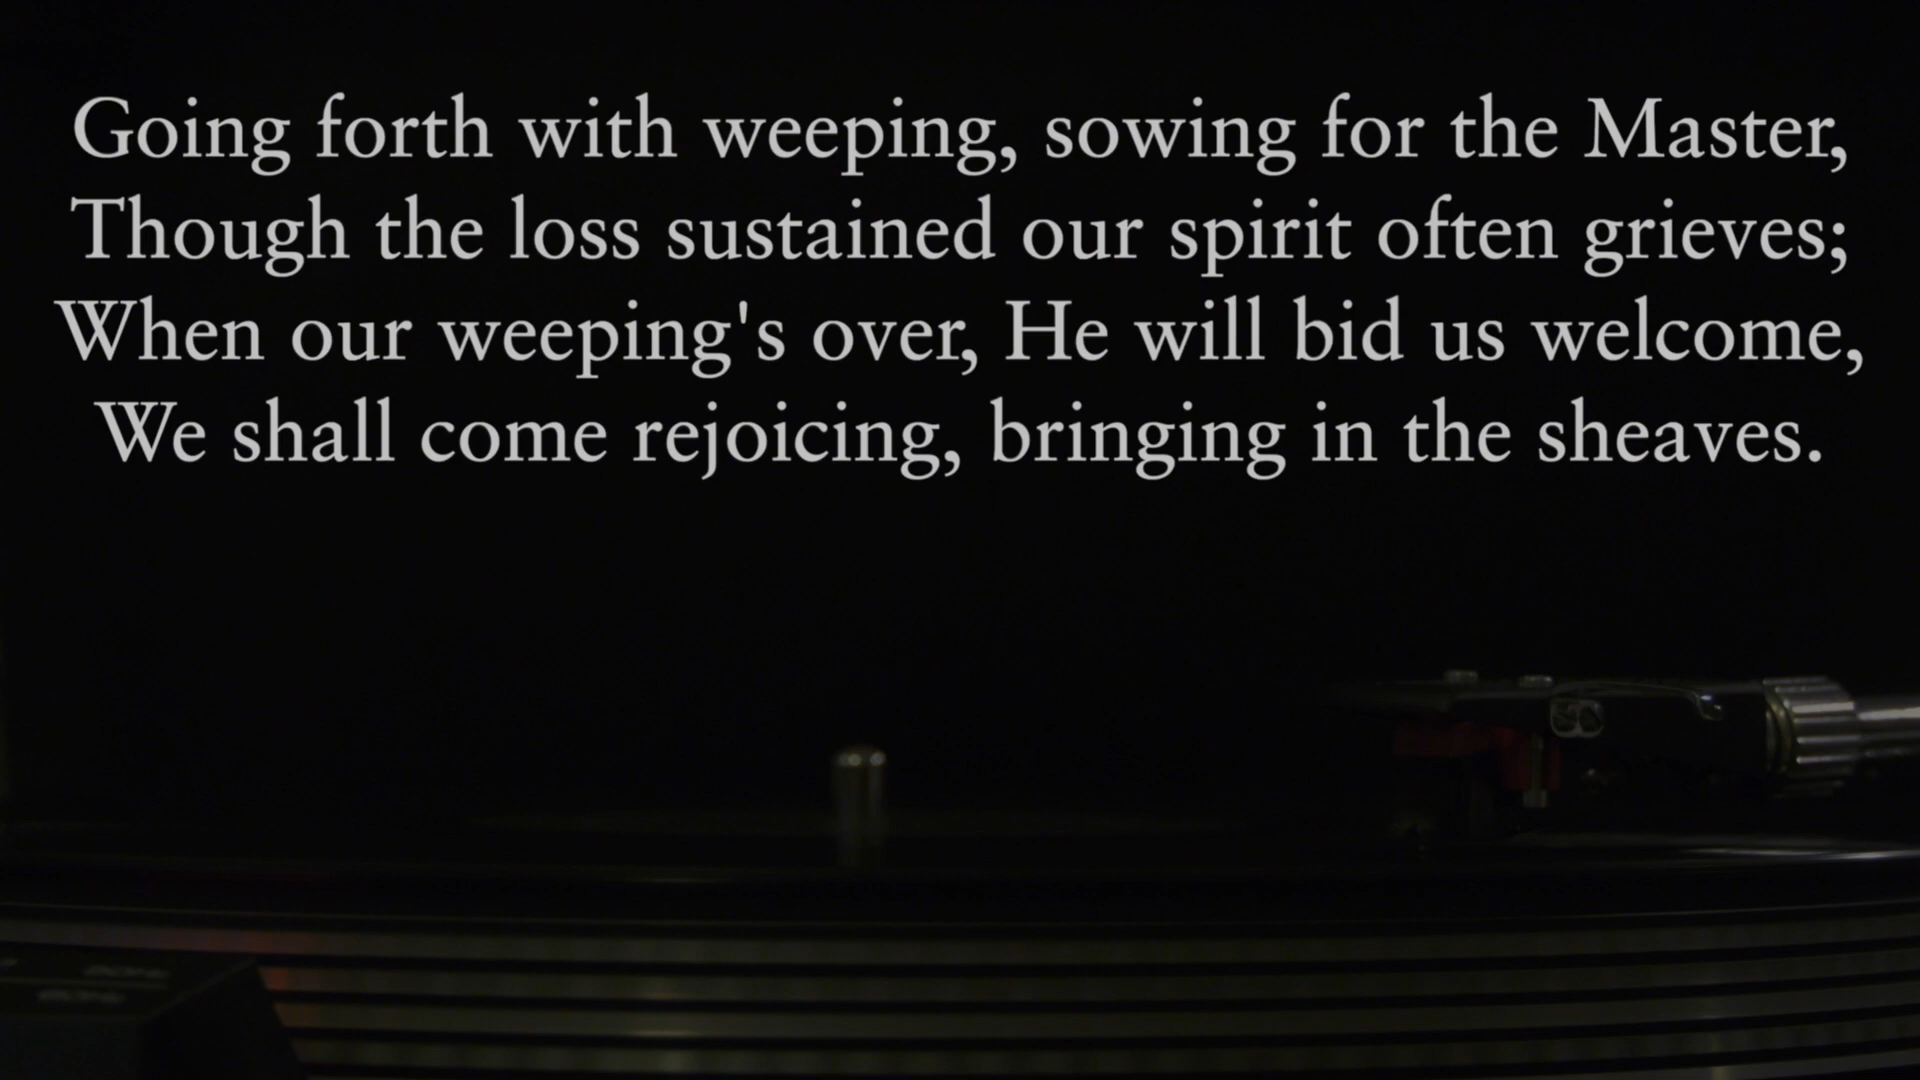 Going forth with weeping, sowing for the Master,
Though the loss sustained our spirit often grieves;
When our weeping's over, He will bid us welcome,
We shall come rejoicing, bringing in the sheaves.